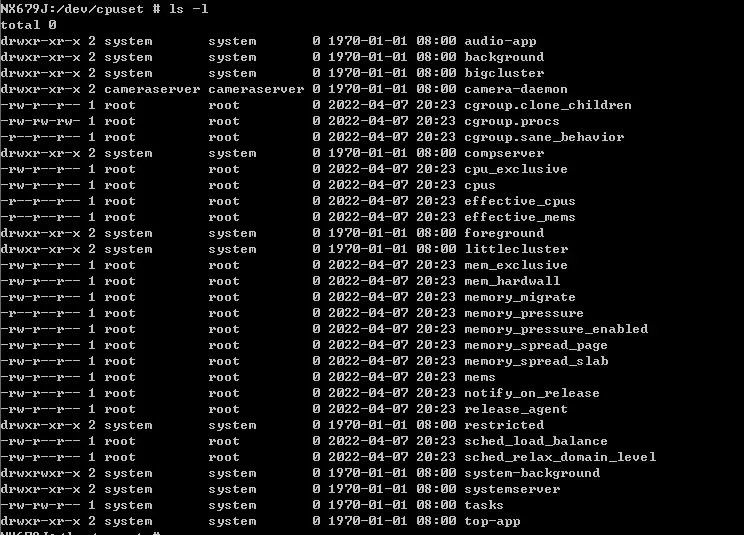 NX679J:/dev/cpuset # ls -l
total 0
drwxr-xr-x 2 system system 0 1970-01-01 08:00 audio-app
drwxr-xr-x 2 system system 0 1970-01-01 08:00 background
drwxr-xr-x 2 system system 0 1970-01-01 08:00 bigcluster
drwxr-xr-x 2 cameraserver cameraserver 0 1970-01-01 08:00 camera-daemon
-rw-r--r-- 1 root root 0 2022-04-07 20:23 cgroup.clone_children
-rw-rw-rw- 1 root root 0 2022-04-07 20:23 cgroup.procs
-r--r--r-- 1 root root 0 2022-04-07 20:23 cgroup.sane_behavior
drwxr-xr-x 2 system system 0 1970-01-01 08:00 compserver
-rw-r--r-- 1 root root 0 2022-04-07 20:23 cpu_exclusive
-rw-r--r-- 1 root root 0 2022-04-07 20:23 cpus
-r--r--r-- 1 root root 0 2022-04-07 20:23 effective_cpus
-r--r--r-- 1 root root 0 2022-04-07 20:23 effective_mems
drwxr-xr-x 2 system system 0 1970-01-01 08:00 foreground
drwxr-xr-x 2 system system 0 1970-01-01 08:00 littlecluster
-rw-r--r-- 1 root root 0 2022-04-07 20:23 mem_exclusive
-rw-r--r-- 1 root root 0 2022-04-07 20:23 mem_hardwall
-rw-r--r-- 1 root root 0 2022-04-07 20:23 memory_migrate
-r--r--r-- 1 root root 0 2022-04-07 20:23 memory_pressure
-rw-r--r-- 1 root root 0 2022-04-07 20:23 memory_pressure_enabled
-rw-r--r-- 1 root root 0 2022-04-07 20:23 memory_spread_page
-rw-r--r-- 1 root root 0 2022-04-07 20:23 memory_spread_slab
-rw-r--r-- 1 root root 0 2022-04-07 20:23 mems
-rw-r--r-- 1 root root 0 2022-04-07 20:23 notify_on_release
-rw-r--r-- 1 root root 0 2022-04-07 20:23 release_agent
drwxr-xr-x 2 system system 0 1970-01-01 08:00 restricted
-rw-r--r-- 1 root root 0 2022-04-07 20:23 sched_load_balance
-rw-r--r-- 1 root root 0 2022-04-07 20:23 sched_relax_domain_level
drwxrwxr-x 2 system system 0 1970-01-01 08:00 system-background
drwxr-xr-x 2 system system 0 1970-01-01 08:00 systemserver
-rw-rw-r-- 1 system system 0 1970-01-01 08:00 tasks
drwxr-xr-x 2 system system 0 1970-01-01 08:00 top-app